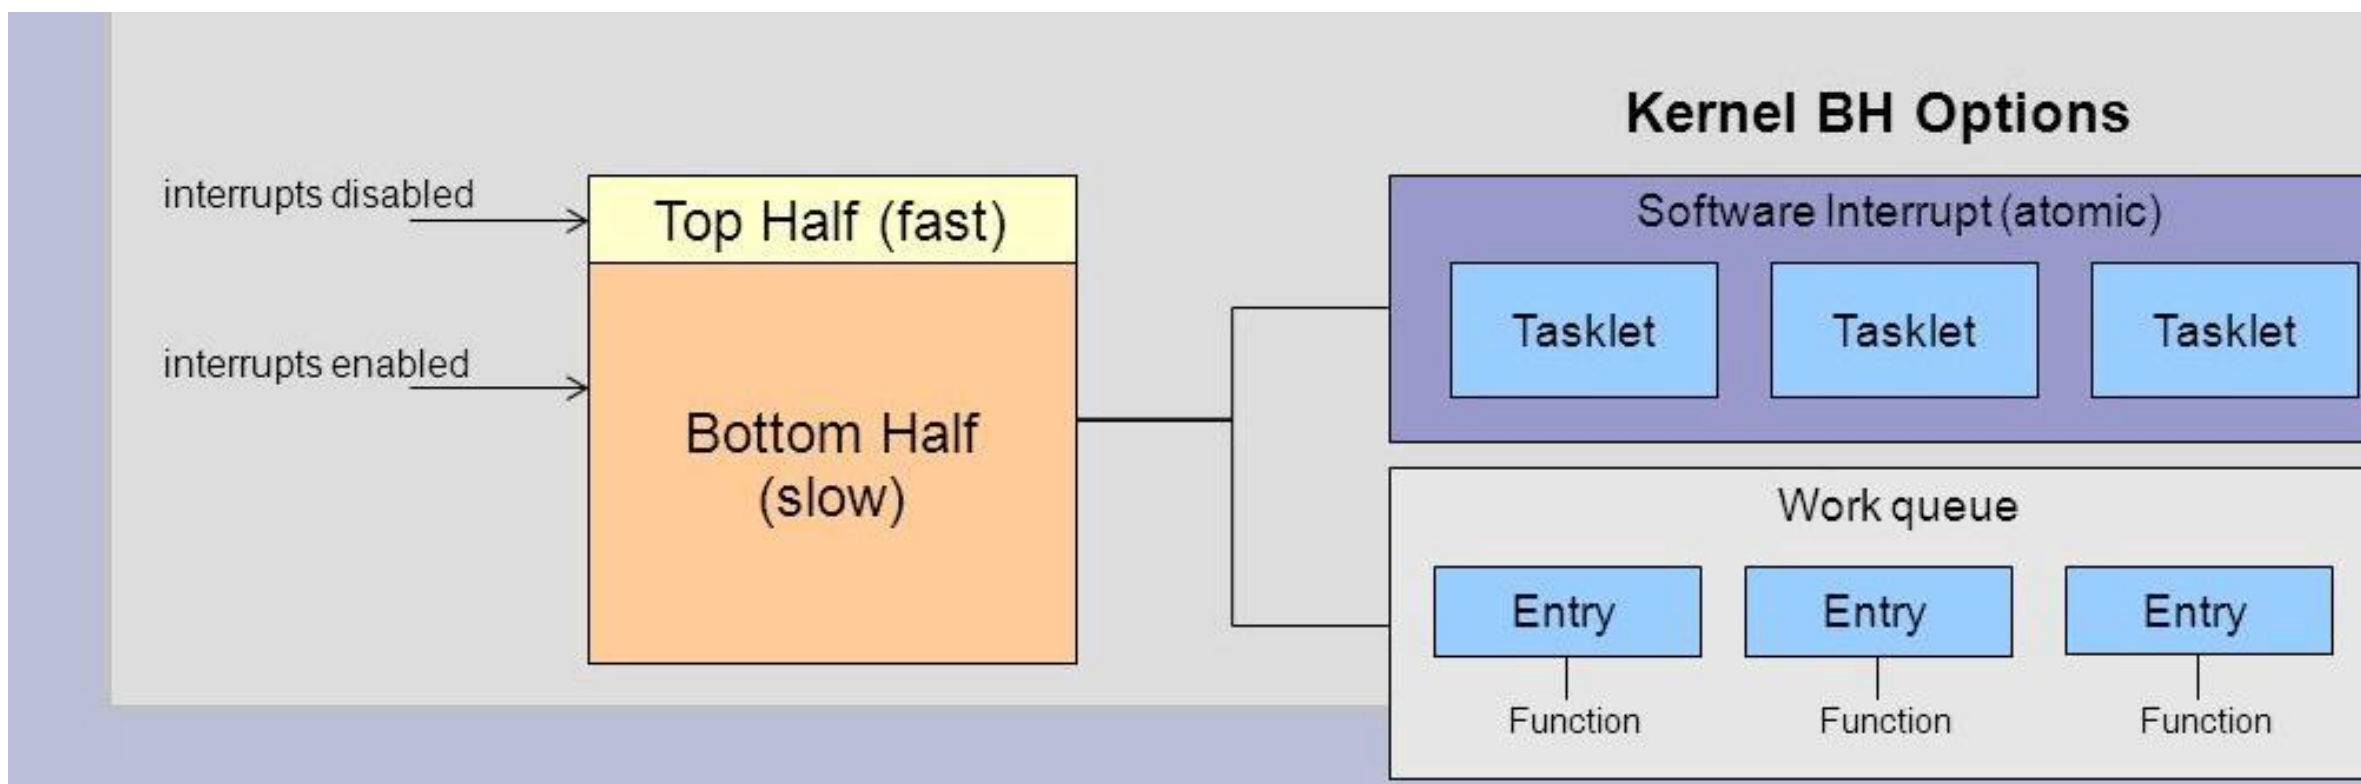 Kernel BH Options
interrupts disabled
Top Half (fast)
interrupts enabled
Bottom Half
(slow)
Software Interrupt (atomic)
Tasklet
Tasklet
Tasklet
Work queue
Entry
Entry
Entry
Function
Function
Function